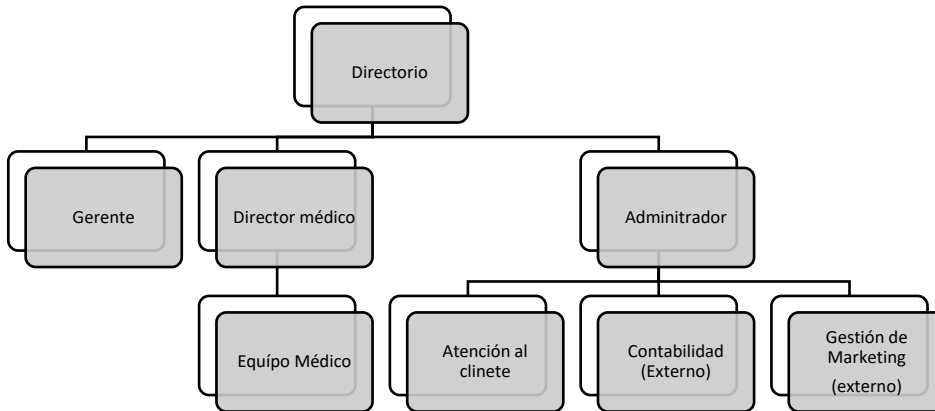 Directorio
Gerente
Director médico
Adminitrador
Equípo Médico
Atención al
clinete
Contabilidad
(Externo)
Gestión de
Marketing
(externo)